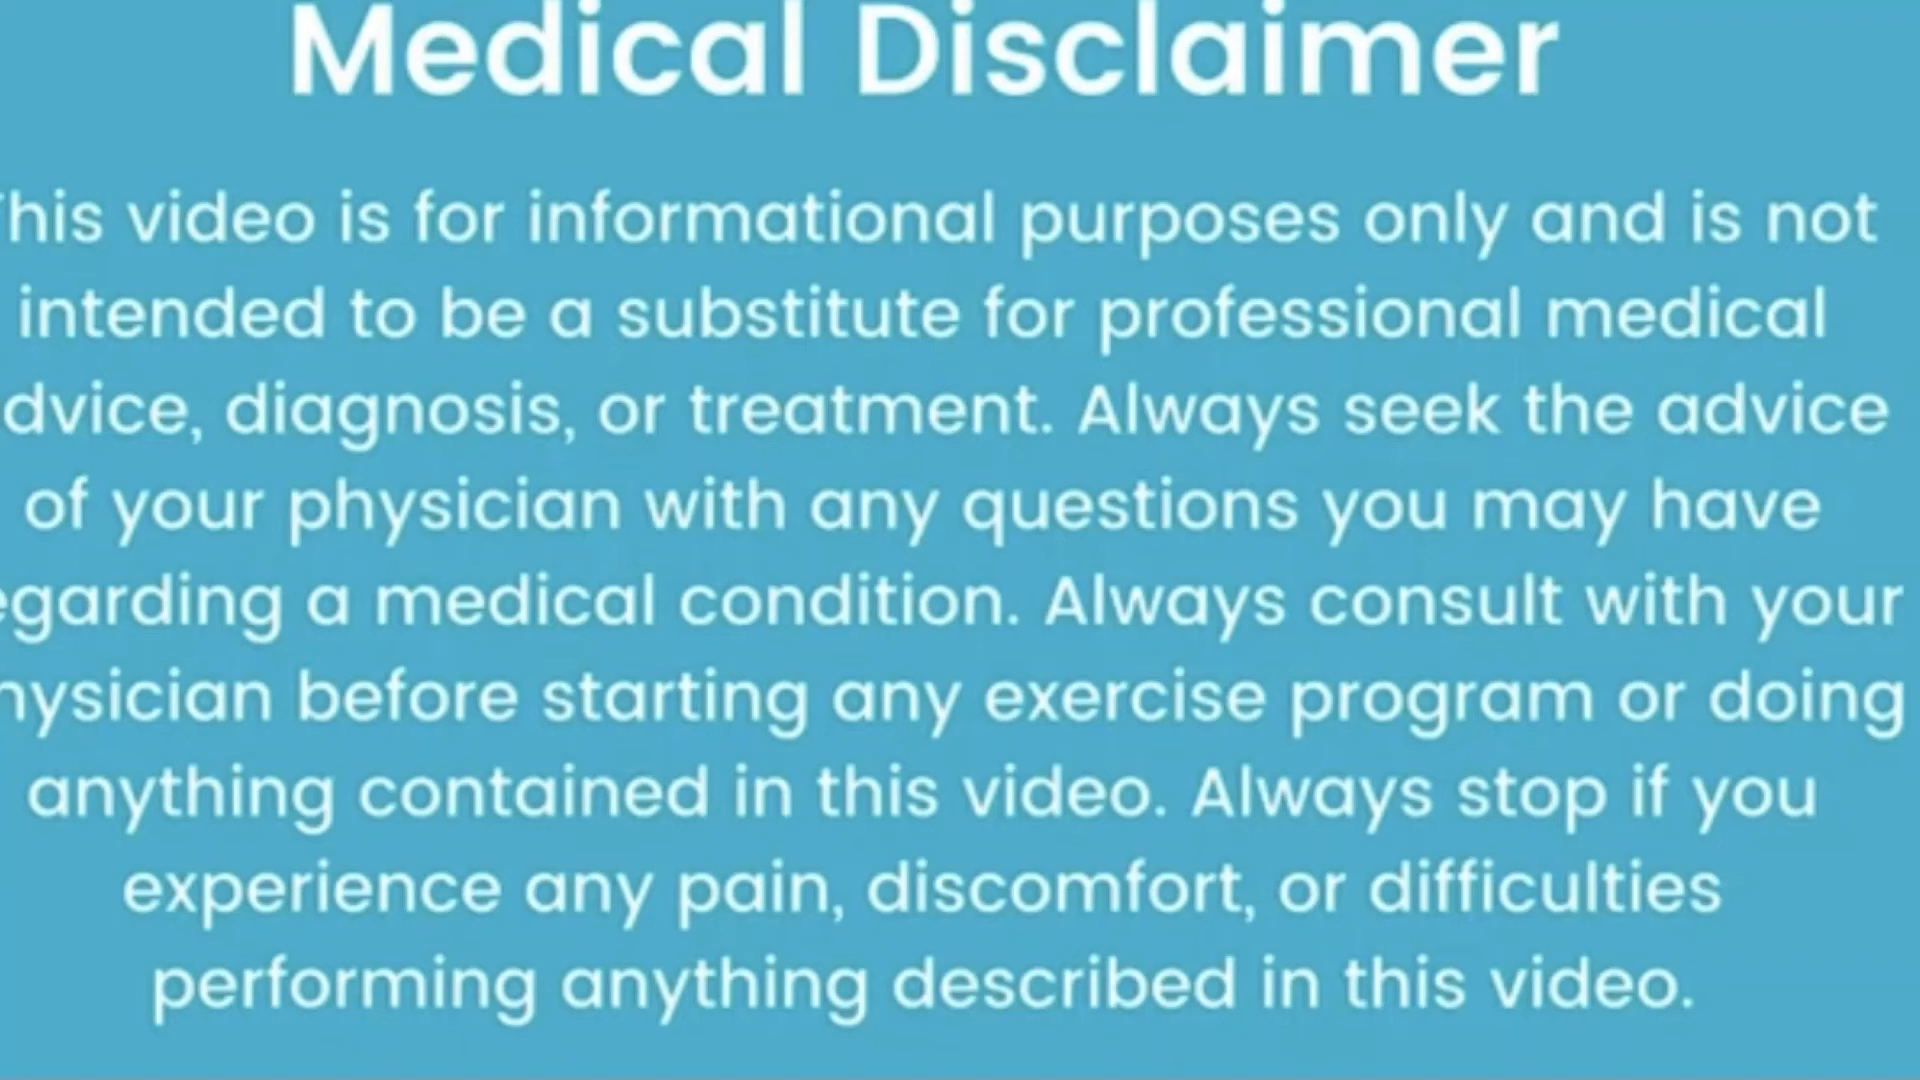 Medical Disclaimer
This video is for informational purposes only and is not
intended to be a substitute for professional medical
dvice, diagnosis, or treatment. Always seek the advice
of your physician with any questions you may have
egarding a medical condition. Always consult with your
hysician before starting any exercise program or doing
anything contained in this video. Always stop if you
experience any pain, discomfort, or difficulties
performing anything described in this video.